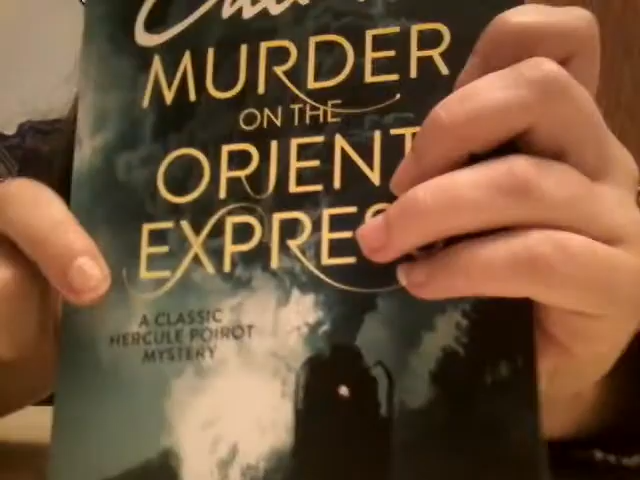 MURDER
ON THE
ORIENT
EXPRES
A CLASSIC
HERCULE POIROT
MYSTERY